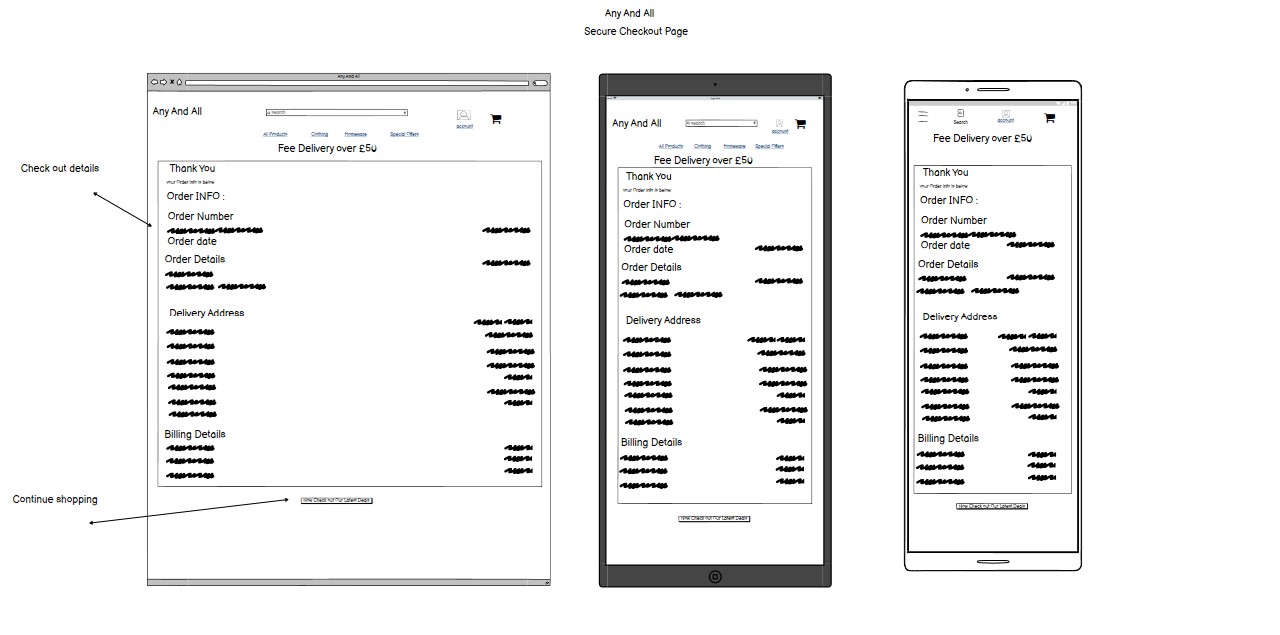 Any And All
Secure Checkout Page
Any And All
Any And All
search
account
All Products Clothing Homeware Special Offers
Fee Delivery over £50
Check out details
Thank You
Your Order Info is below
Order INFO :
Order Number
Order date
Order Details
Delivery Address
Billing Details
Continue shopping
Now Check out Our Latest Deals
Any And All
search
account
All Products Clothing Homeware Special Offers
Fee Delivery over £50
Thank You
Your Order Info is below
Order INFO :
Order Number
Order date
Order Details
Delivery Address
Billing Details
Now Check out Our Latest Deals
Search
account
Fee Delivery over £50
Thank You
Your Order Info is below
Order INFO :
Order Number
Order date
Order Details
Delivery Address
Billing Details
Now Check out Our Latest Deals